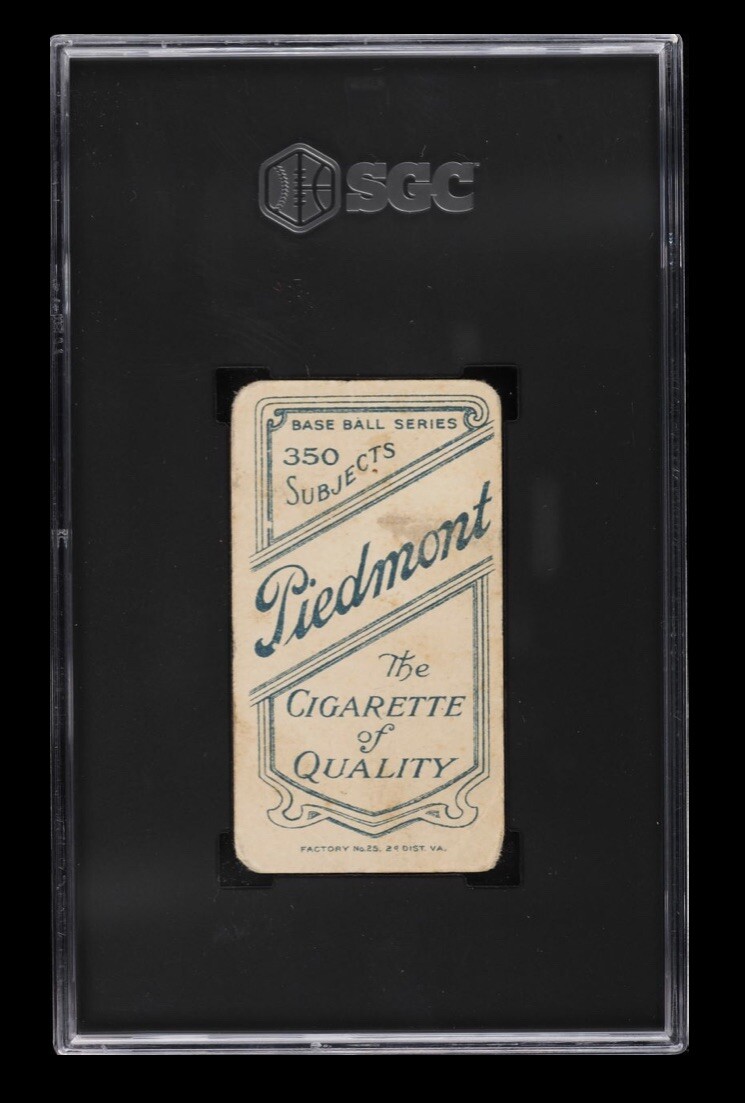 SGC
BASE BALL SERIES
350
SUBJECTS
Piedmont
The
CIGARETTE
of
QUALITY
FACTORY No. 25, 2d DIST. VA.